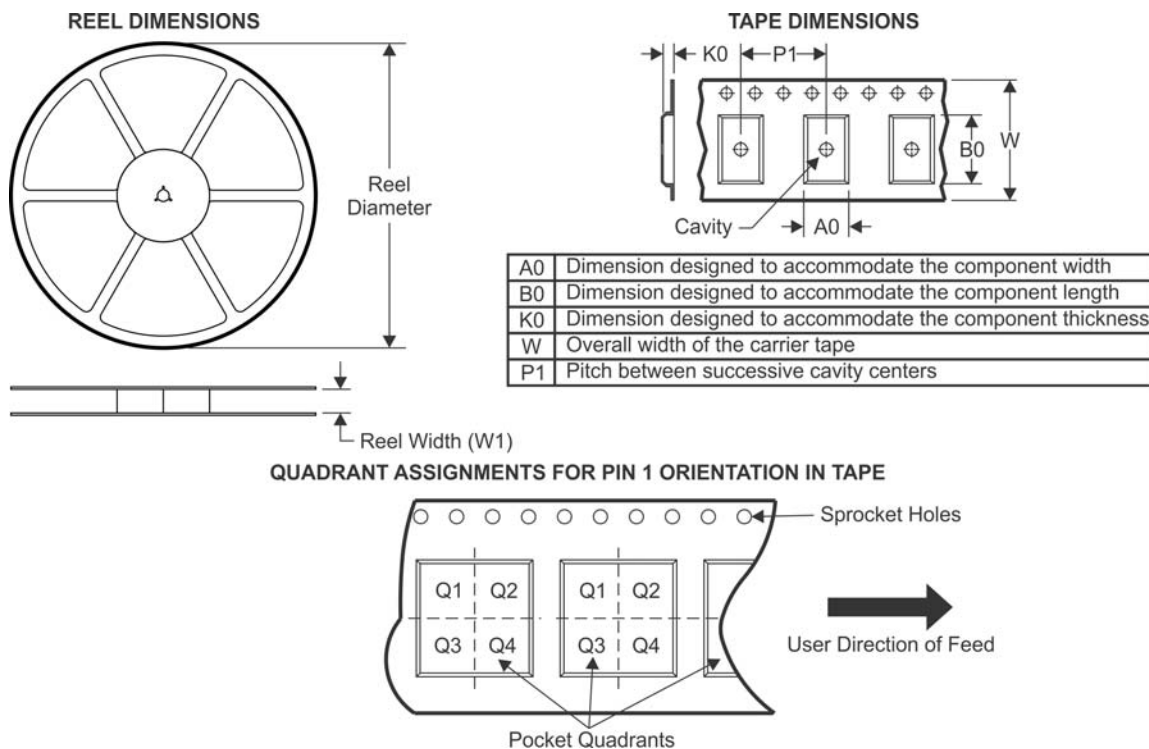 REEL DIMENSIONS
Reel
Diameter
Reel Width (W1)
TAPE DIMENSIONS
K0
P1
W
B0
Cavity
A0
A0 Dimension designed to accommodate the component width
B0 Dimension designed to accommodate the component length
K0 Dimension designed to accommodate the component thickness
W Overall width of the carrier tape
P1 Pitch between successive cavity centers
QUADRANT ASSIGNMENTS FOR PIN 1 ORIENTATION IN TAPE
Sprocket Holes
Q1 Q2 Q1 Q2
Q3 Q4 Q3 Q4
User Direction of Feed
Pocket Quadrants